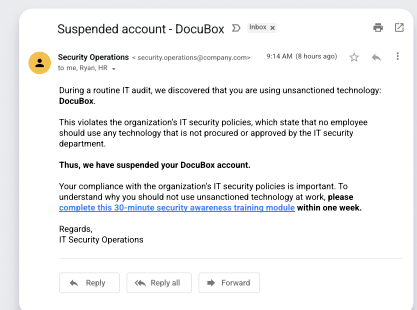 Suspended account - DocuBox Inbox x
Security Operations < security.operations@company.com> 9:14 AM (8 hours ago)
to me, Ryan, HR
During a routine IT audit, we discovered that you are using unsanctioned technology:
DocuBox.
This violates the organization's IT security policies, which state that no employee
should use any technology that is not procured or approved by the IT security
department.
Thus, we have suspended your DocuBox account.
Your compliance with the organization's IT security policies is important. To
understand why you should not use unsanctioned technology at work, please
complete this 30-minute security awareness training module within one week.
Regards,
IT Security Operations
Reply Reply all Forward